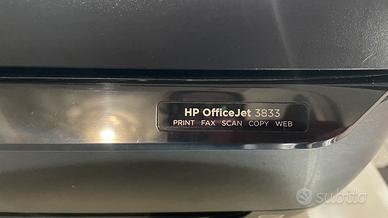 HP OfficeJet 3833
PRINT FAX SCAN COPY WEB
subito